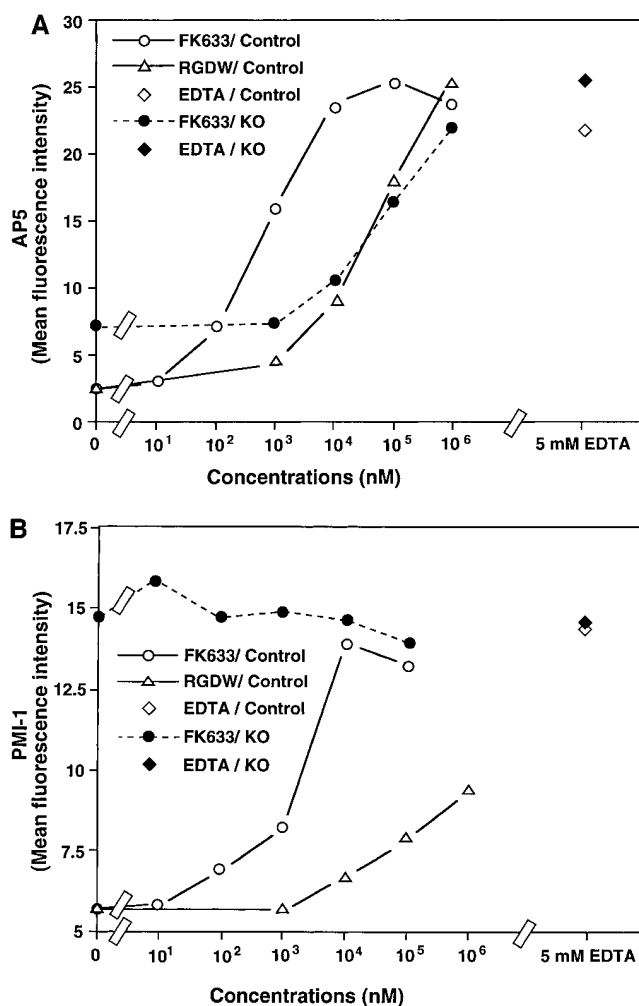 A
30
25
20
15
10
5
0
AP5
(Mean fluorescence intensity)
FK633/ Control
RGDW/ Control
EDTA / Control
FK633/ KO
EDTA / KO
0 10¹ 10² 10³ 10⁴ 10⁵ 10⁶ 5 mM EDTA
Concentrations (nM)
B
17.5
15
12.5
10
7.5
5
PMI-1
(Mean fluorescence intensity)
FK633/ Control
RGDW/ Control
EDTA / Control
FK633/ KO
EDTA / KO
0 10¹ 10² 10³ 10⁴ 10⁵ 10⁶ 5 mM EDTA
Concentrations (nM)